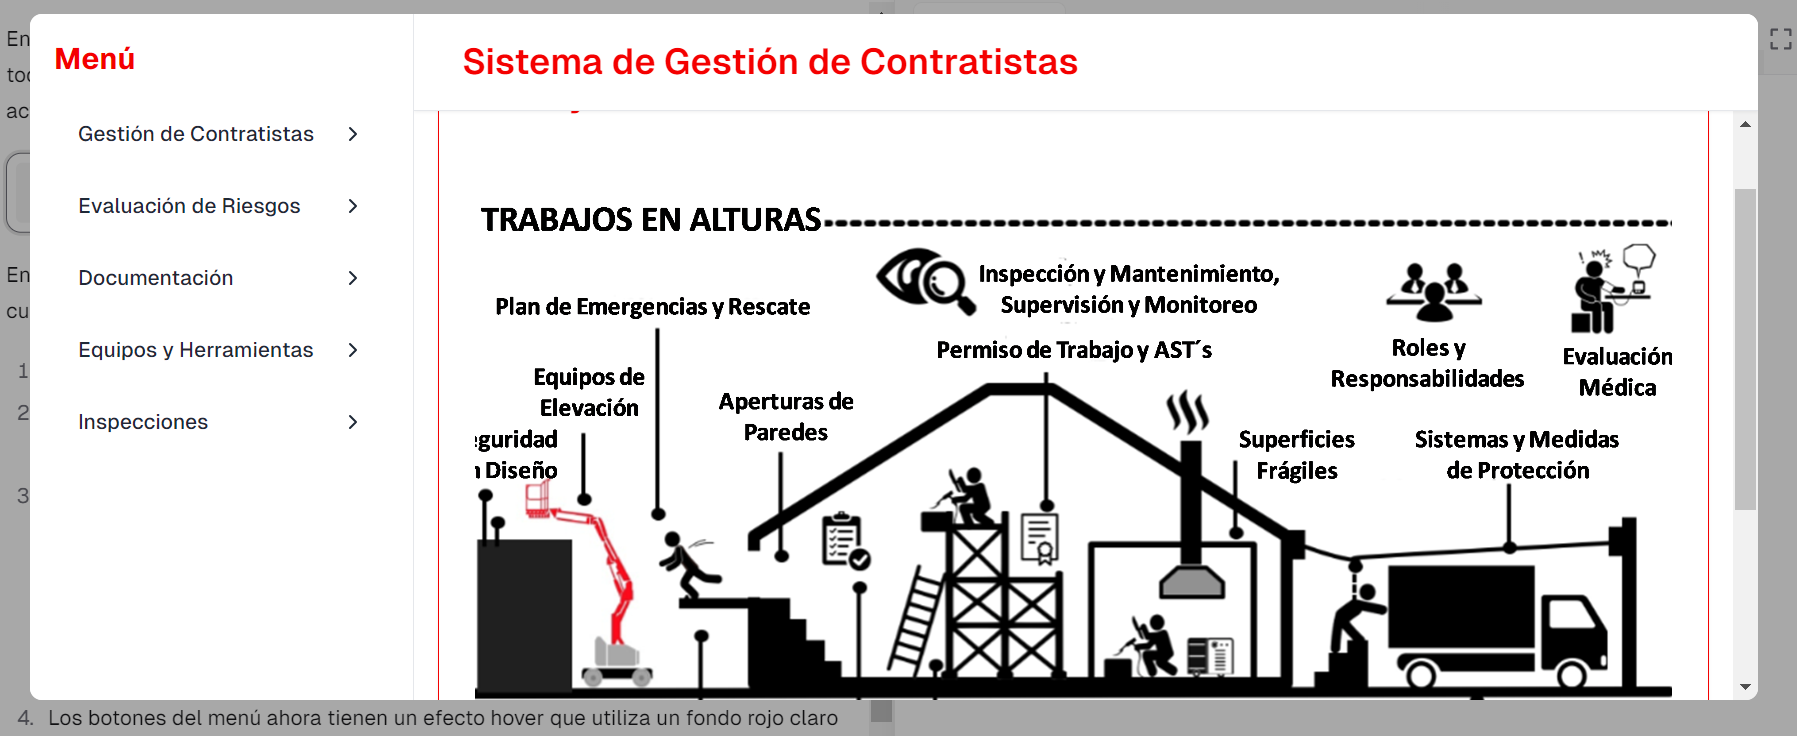 Menú
Sistema de Gestión de Contratistas
Gestión de Contratistas
Evaluación de Riesgos
Documentación
Equipos y Herramientas
Inspecciones
TRABAJOS EN ALTURAS
Inspección y Mantenimiento,
Supervisión y Monitoreo
Plan de Emergencias y Rescate
Permiso de Trabajo y AST´s
Roles y
Responsabilidades
Evaluación
Médica
Equipos de
Elevación
Aperturas de
Paredes
guridad
Diseño
Superficies
Frágiles
Sistemas y Medidas
de Protección
En
ac
En
cu
1
2
3
4. Los botones del menú ahora tienen un efecto hover que utiliza un fondo rojo claro